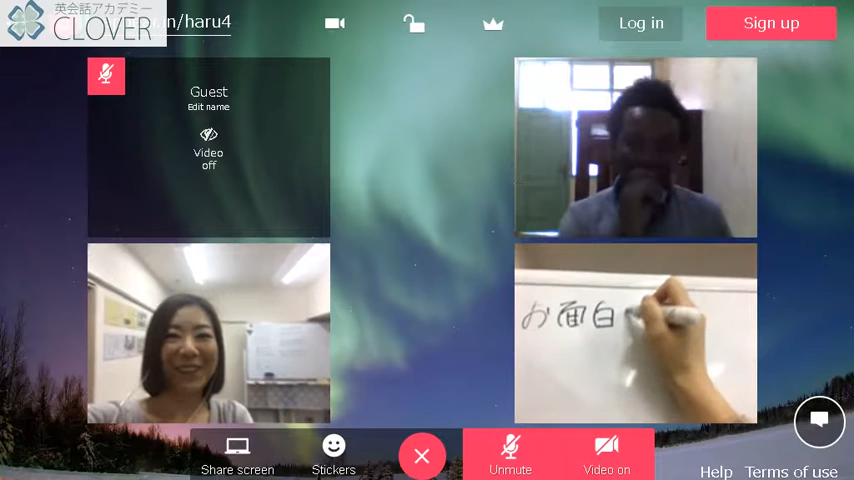 英会話アカデミー
CLOVER
in/haru4
Log in
Sign up
Guest
Edit name
Video
off
お面白
Share screen
Stickers
Unmute
Video on
Help
Terms of use